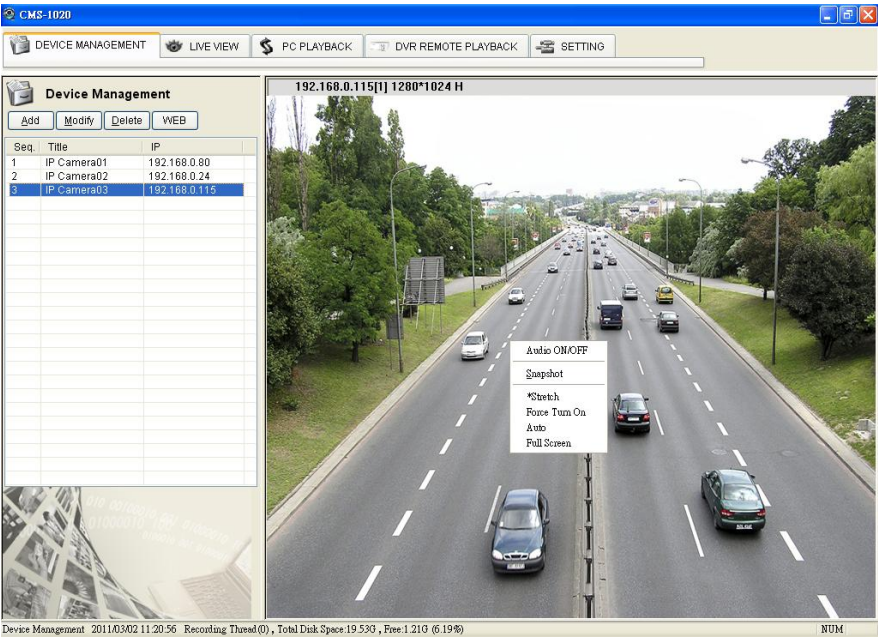 CMS-1020
DEVICE MANAGEMENT LIVE VIEW PC PLAYBACK DVR REMOTE PLAYBACK SETTING
Device Management
Add Modify Delete WEB
Seq. Title IP
1 IP Camera01 192.168.0.80
2 IP Camera02 192.168.0.24
3 IP Camera03 192.168.0.115
192.168.0.115[1] 1280*1024 H
Audio ON/OFF
Snapshot
*Stretch
Force Turn On
Auto
Full Screen
Device Management 2011/03/02 11:20:56 Recording Thread(0) , Total Disk Space:19.53G , Free:1.21G (6.19%) NUM